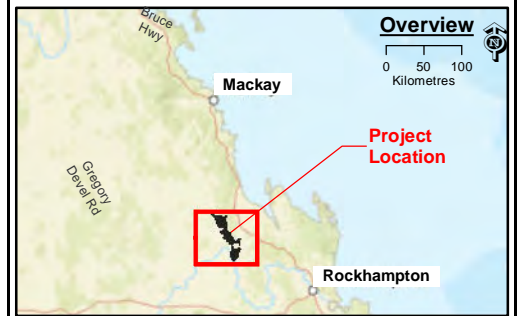 Bruce
Hwy
Overview
N
0 50 100
Kilometres
Mackay
Project
Location
Gregory
Devel Rd
Rockhampton